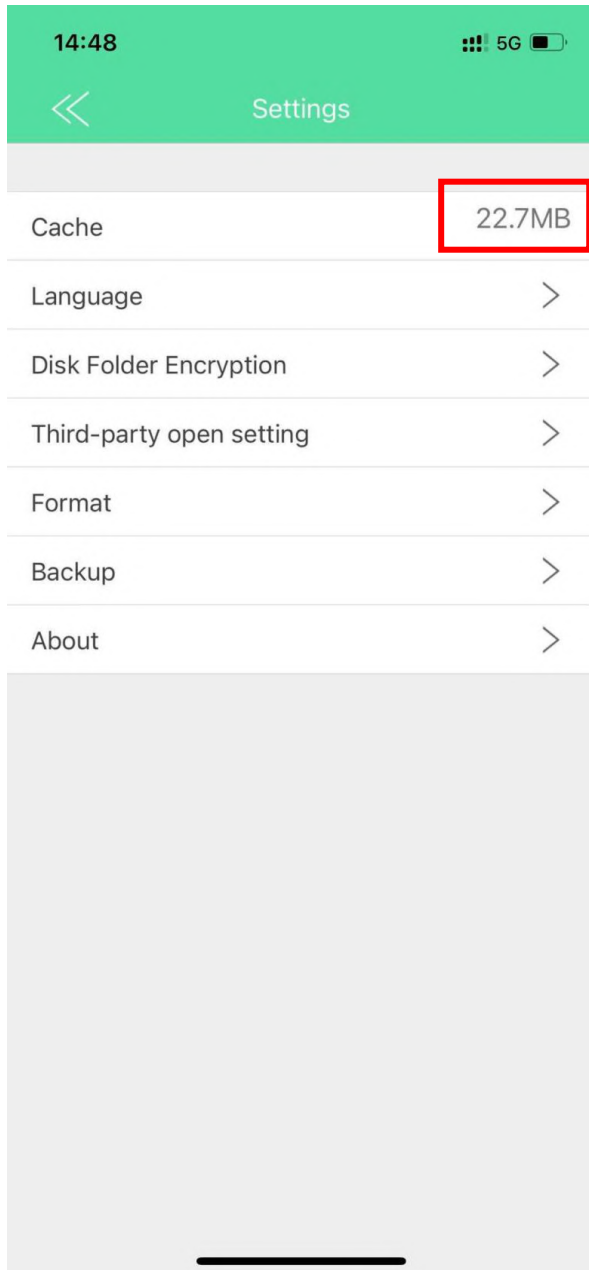 14:48 5G
Settings
Cache 22.7MB
Language
Disk Folder Encryption
Third-party open setting
Format
Backup
About